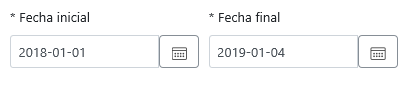 * Fecha inicial * Fecha final
2018-01-01 2019-01-04